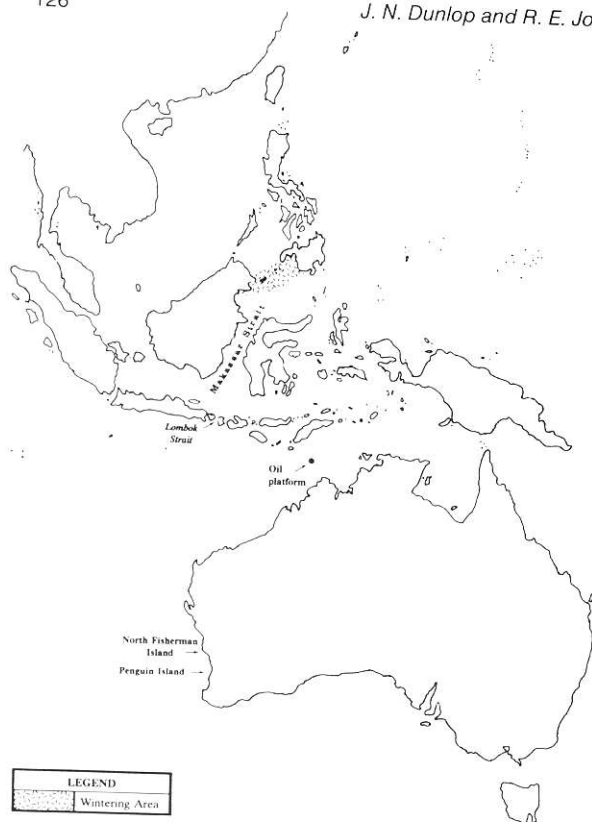 126
J. N. Dunlop and R. E. Jo
Makassar Strait
Lombok
Strait
Oil
platform
North Fisherman
Island
Penguin Island
LEGEND
Wintering Area